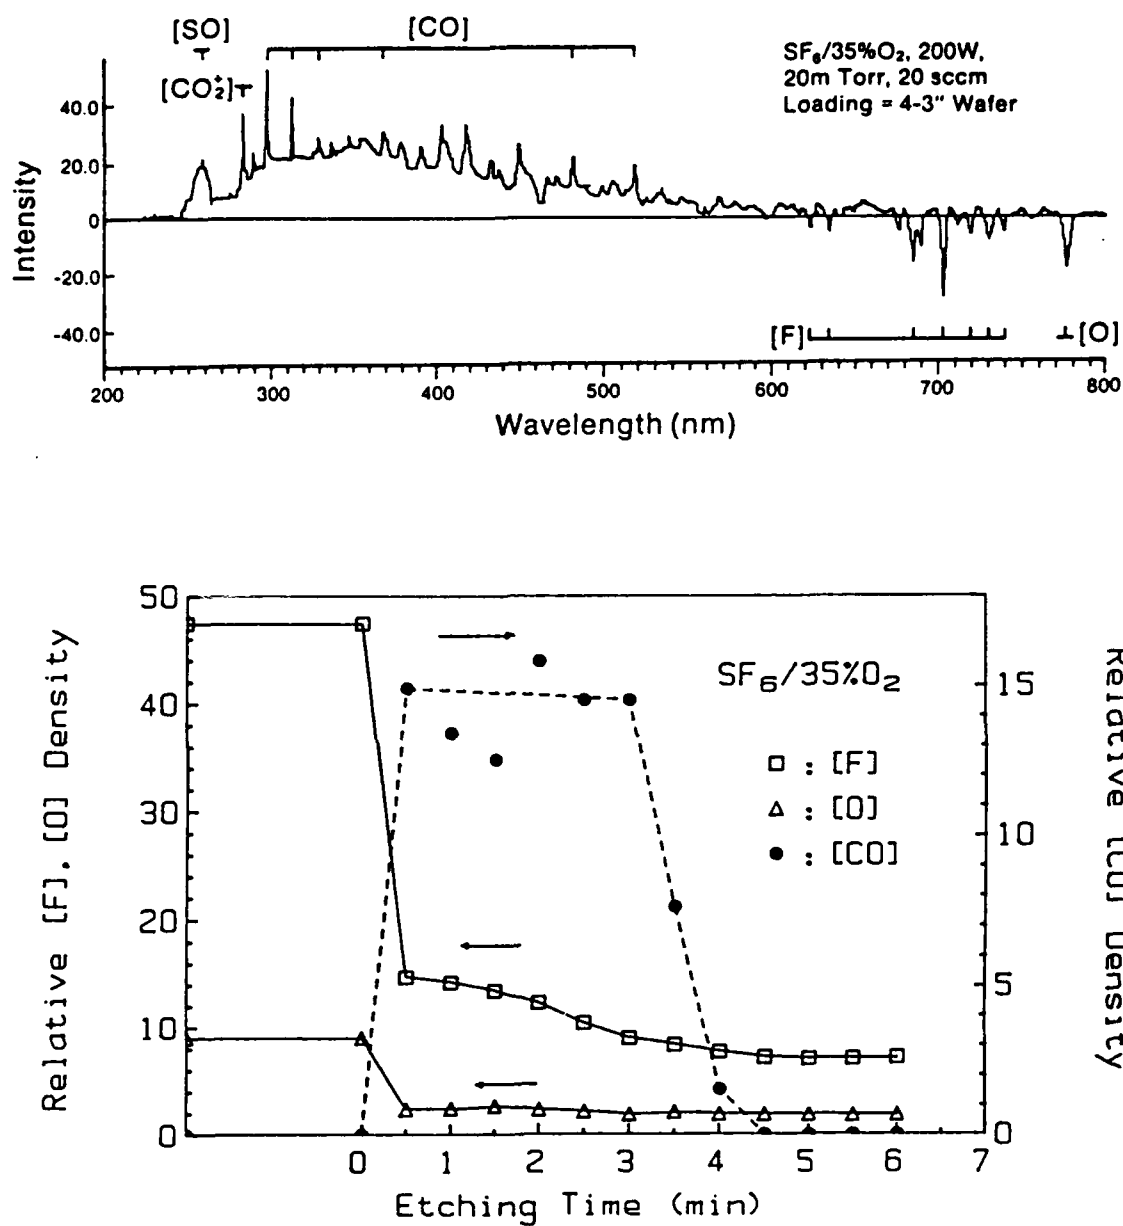 [SO]
[CO]
[CO₂⁺]
SF₆/35%O₂, 200W,
20m Torr, 20 sccm
Loading = 4-3" Wafer
Intensity
40.0
20.0
0
-20.0
-40.0
[F]
[O]
200 300 400 500 600 700 800
Wavelength (nm)
Relative [F], [O] Density
50
40
30
20
10
0
SF₆/35%O₂
□ : [F]
△ : [O]
● : [CO]
15
10
5
0
Relative [CO] Density
0 1 2 3 4 5 6 7
Etching Time (min)